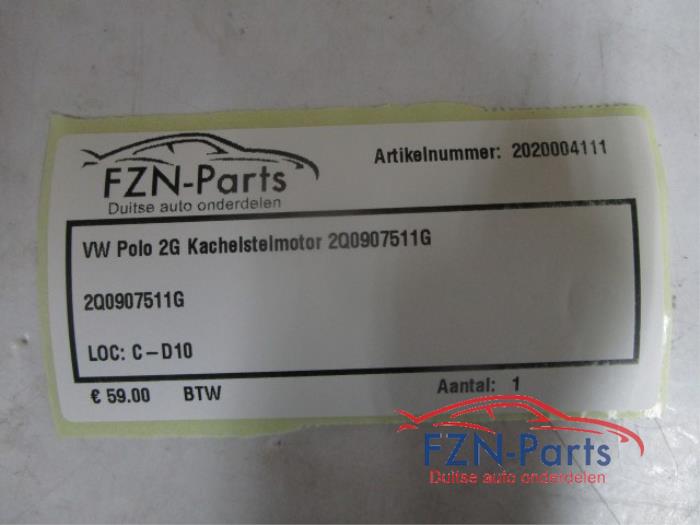 FZN-Parts
Duitse auto onderdelen
Artikelnummer: 2020004111
VW Polo 2G Kachelstelmotor 2Q0907511G
2Q0907511G
LOC: C-D10
€ 59.00 BTW
Aantal: 1
FZN-Parts
Duitse auto onderdelen